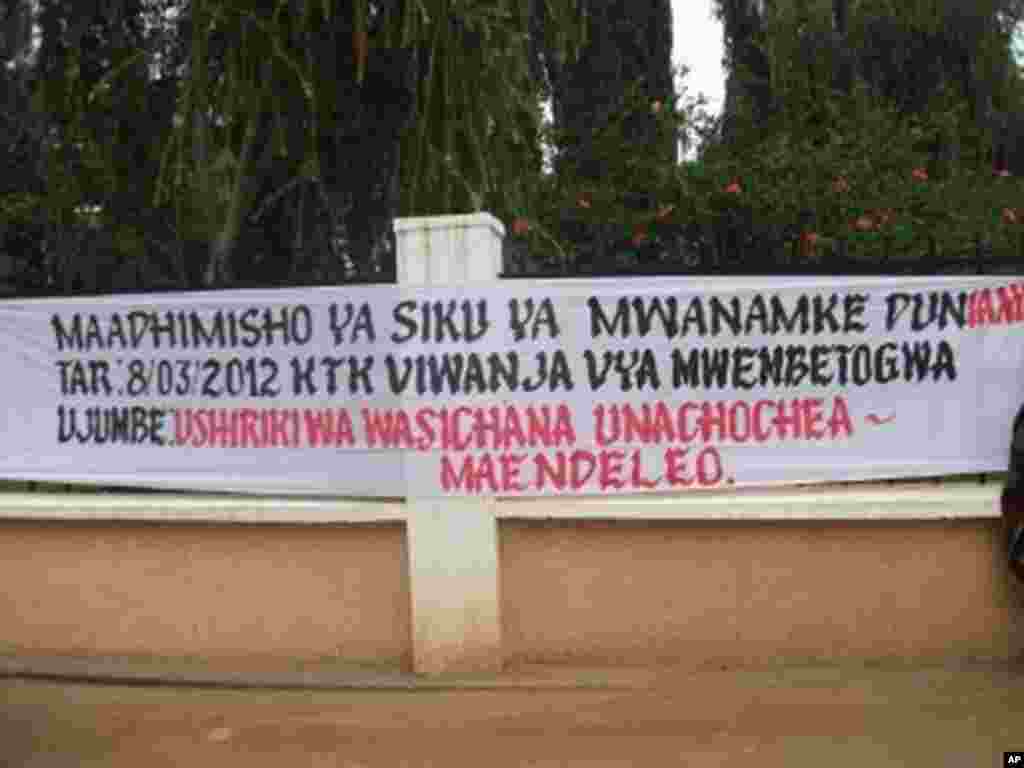 MAADHIMISHO YA SIKU YA MWANAMKE DUNIANI
TAR: 8/03/2012 KTK VIWANJA VYA MWEMBETOGWA
UJUMBE: USHIRIKI WA WASICHANA UNACHOCHEA ~
MAENDELEO.
AP